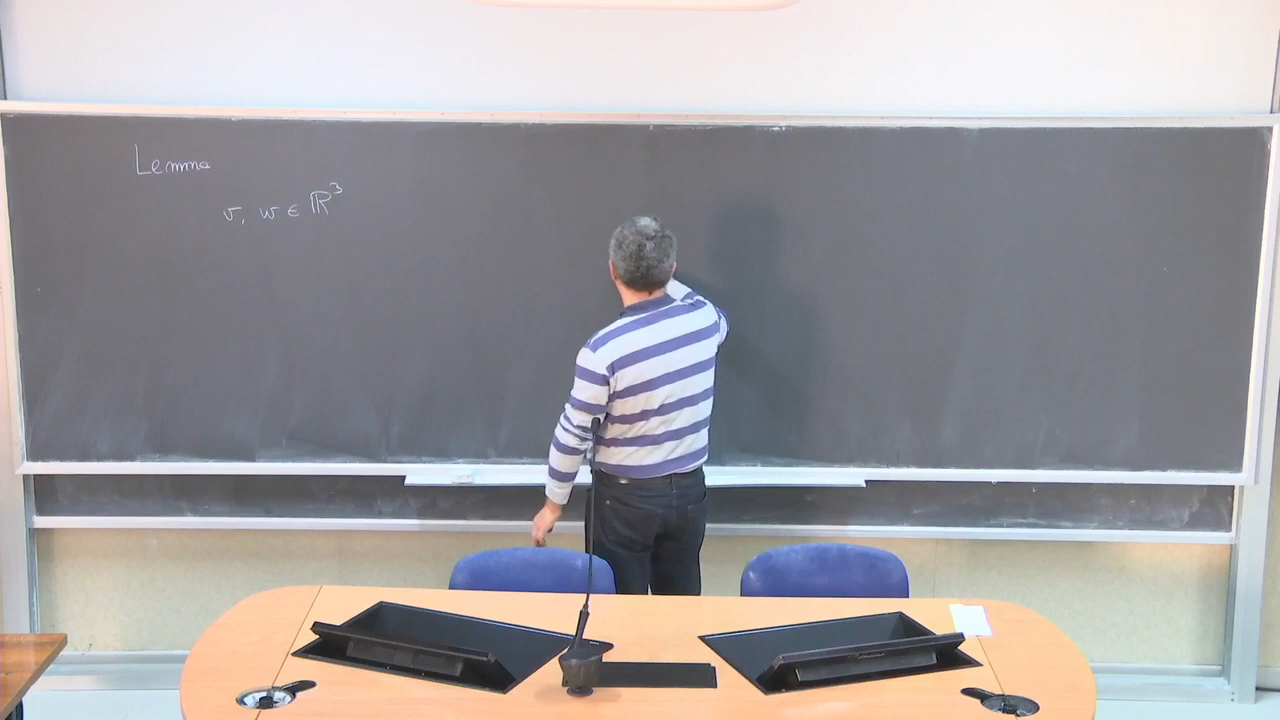 Lemma
v, w ∈ ℝ³